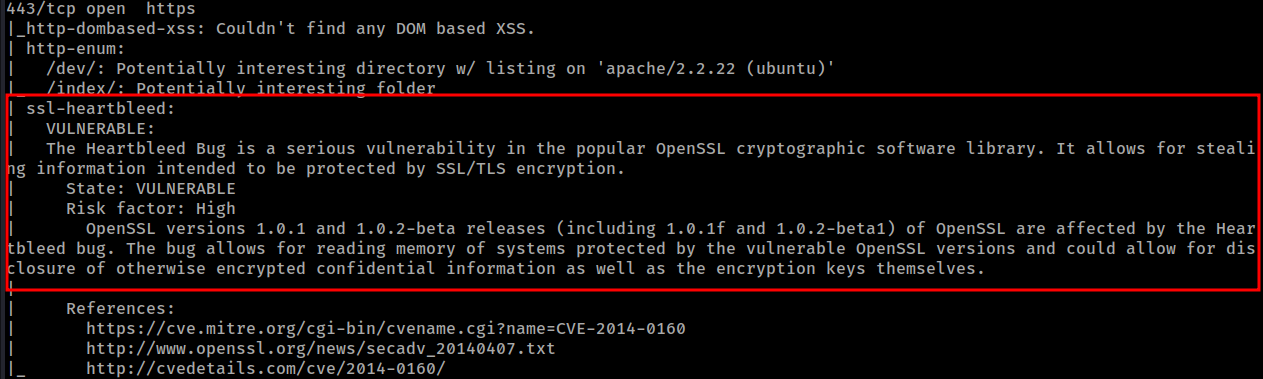 443/tcp open  https
|_http-dombased-xss: Couldn't find any DOM based XSS.
| http-enum:
|   /dev/: Potentially interesting directory w/ listing on 'apache/2.2.22 (ubuntu)'
|_  /index/: Potentially interesting folder
| ssl-heartbleed:
|   VULNERABLE:
|   The Heartbleed Bug is a serious vulnerability in the popular OpenSSL cryptographic software library. It allows for steali
ng information intended to be protected by SSL/TLS encryption.
|     State: VULNERABLE
|     Risk factor: High
|       OpenSSL versions 1.0.1 and 1.0.2-beta releases (including 1.0.1f and 1.0.2-beta1) of OpenSSL are affected by the Hear
tbleed bug. The bug allows for reading memory of systems protected by the vulnerable OpenSSL versions and could allow for dis
closure of otherwise encrypted confidential information as well as the encryption keys themselves.
|
|     References:
|       https://cve.mitre.org/cgi-bin/cvename.cgi?name=CVE-2014-0160
|       http://www.openssl.org/news/secadv_20140407.txt
|_      http://cvedetails.com/cve/2014-0160/